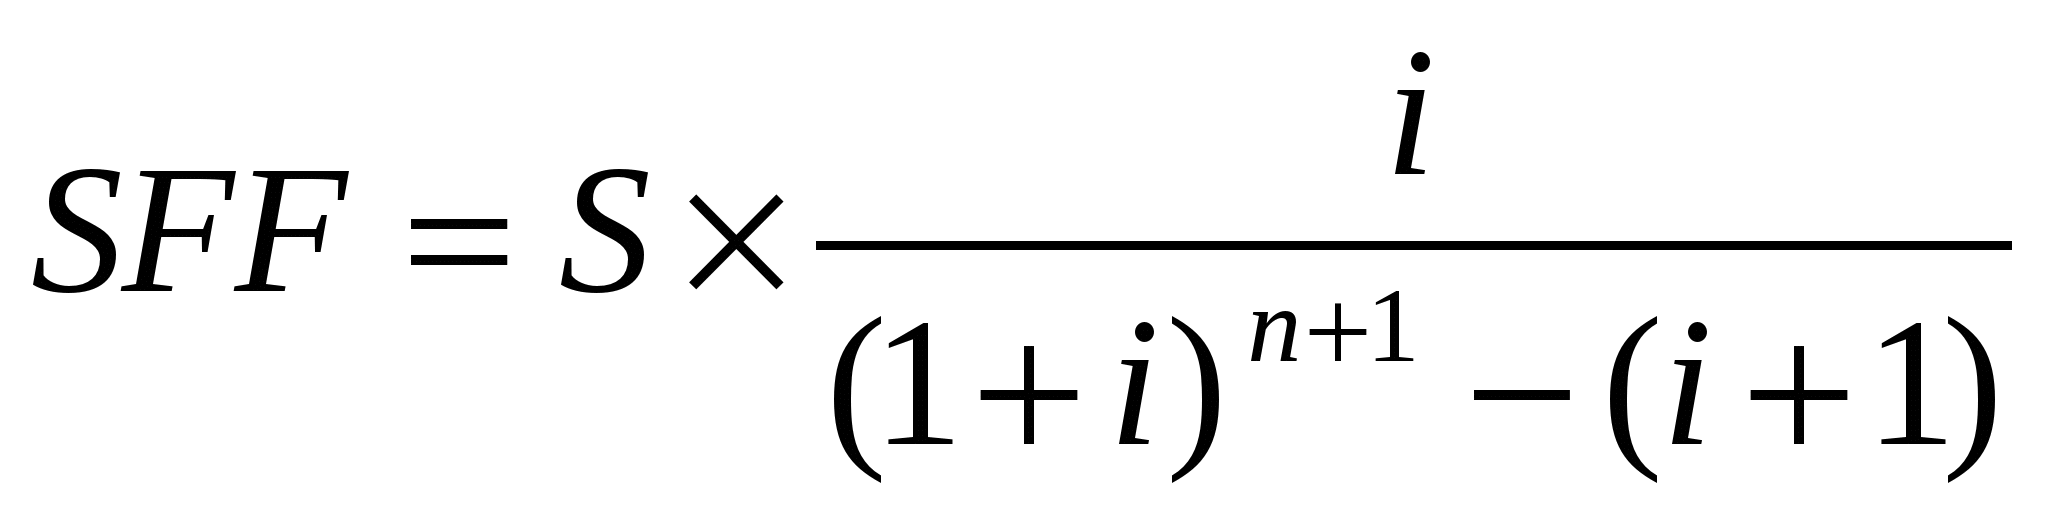 SFF = S × i / ((1 + i)^(n+1) − (i + 1))